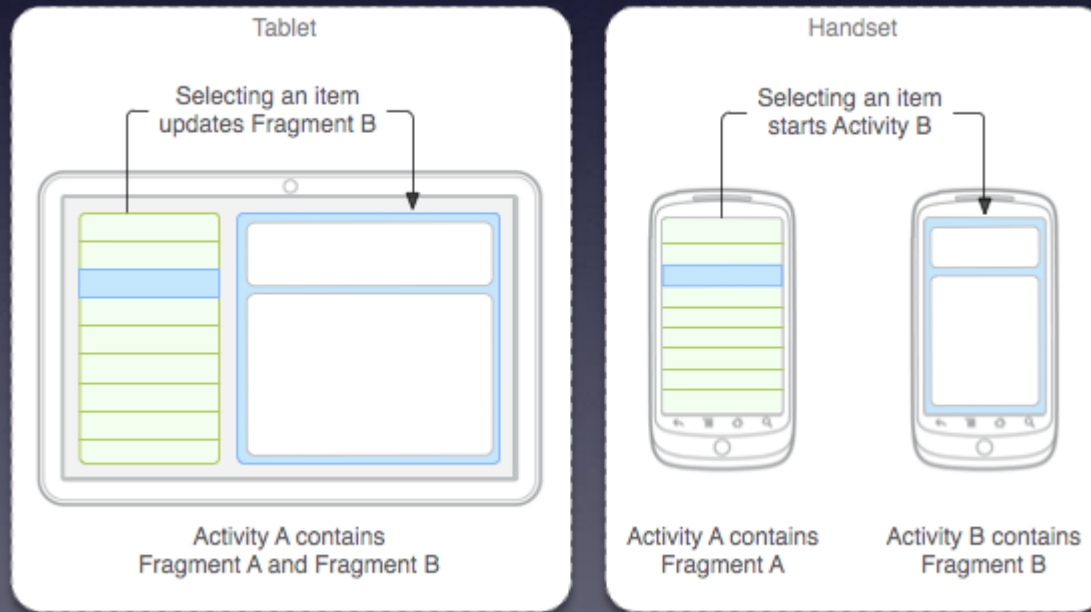 Tablet
Selecting an item
updates Fragment B
Activity A contains
Fragment A and Fragment B
Handset
Selecting an item
starts Activity B
Activity A contains
Fragment A
Activity B contains
Fragment B